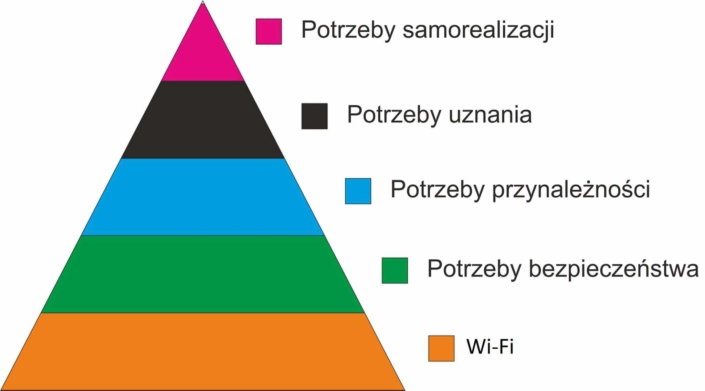 Potrzeby samorealizacji
Potrzeby uznania
Potrzeby przynależności
Potrzeby bezpieczeństwa
Wi-Fi